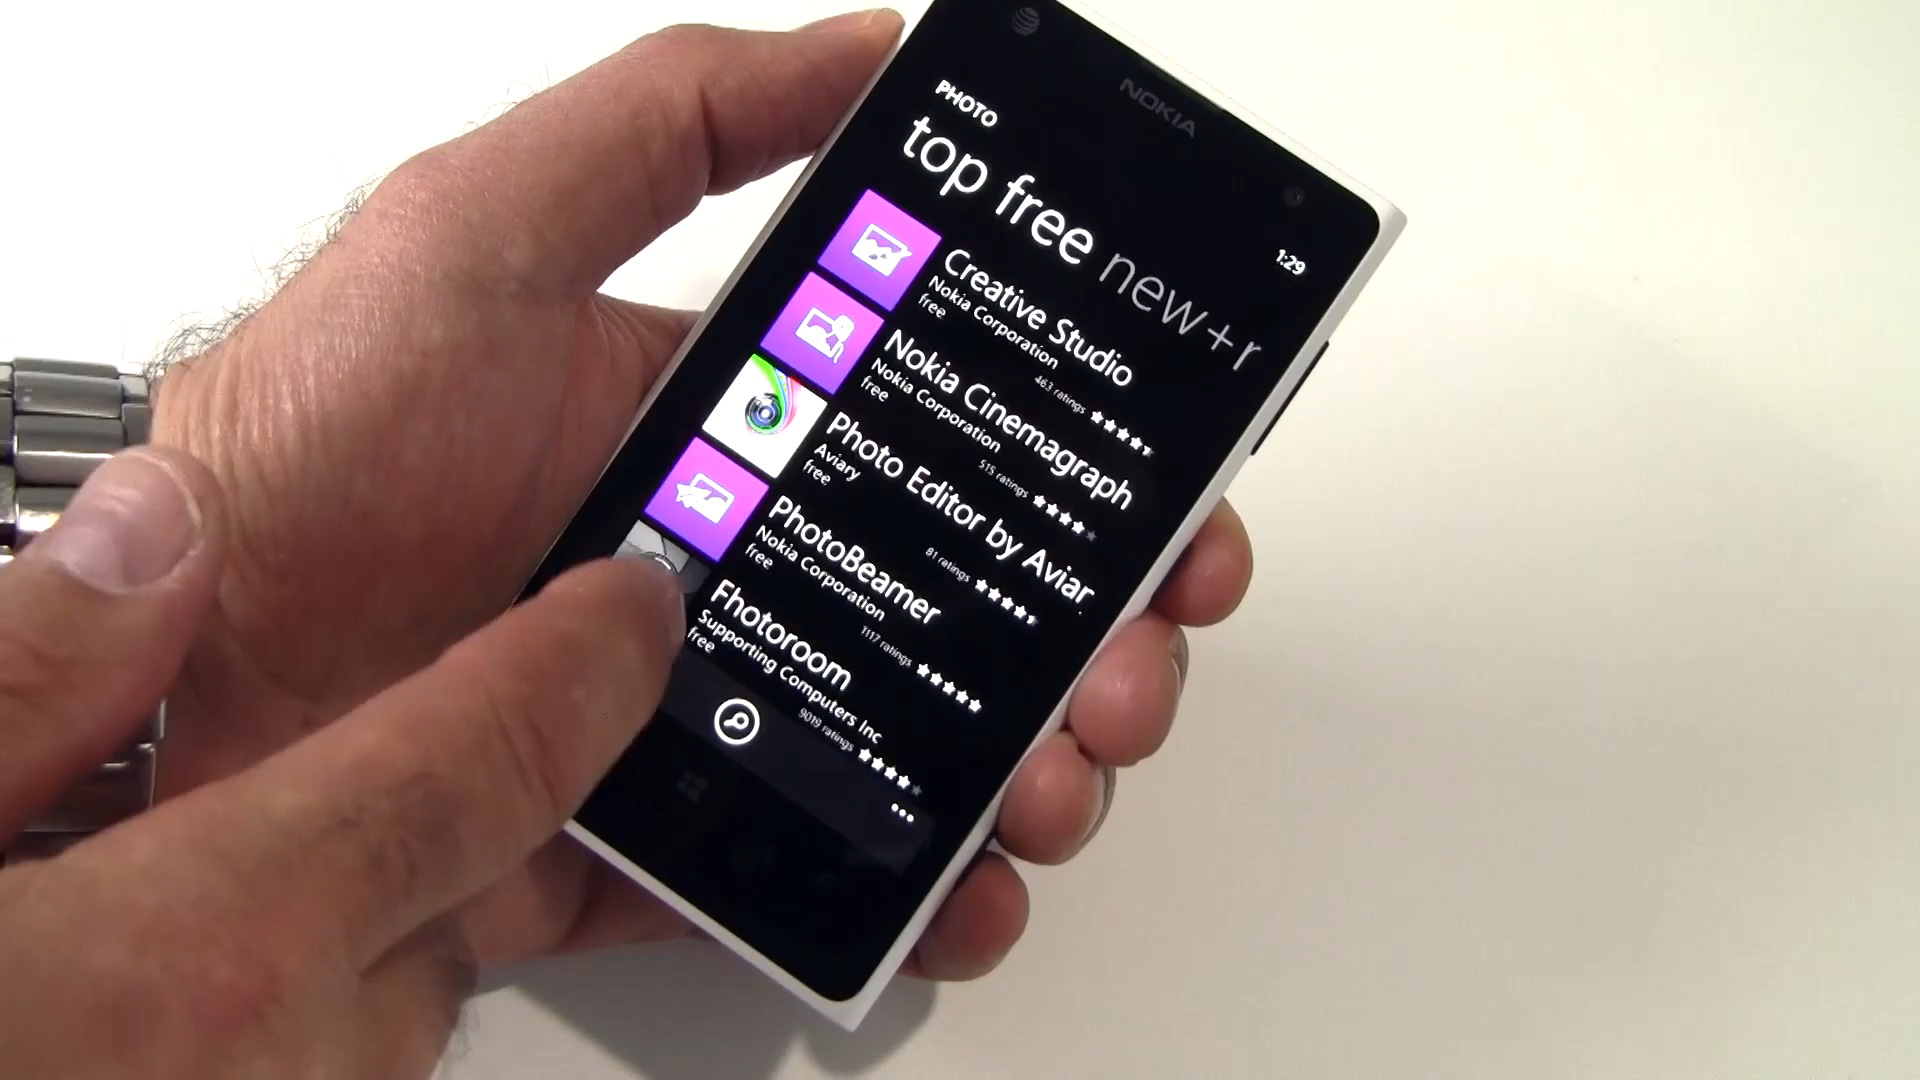 NOKIA
PHOTO
1:29
top free new+r
Creative Studio
Nokia Corporation
free
463 ratings
Nokia Cinemagraph
Nokia Corporation
free
515 ratings
Photo Editor by Aviar
Aviary
free
81 ratings
PhotoBeamer
Nokia Corporation
free
1117 ratings
Fhotoroom
Supporting Computers Inc
free
9019 ratings